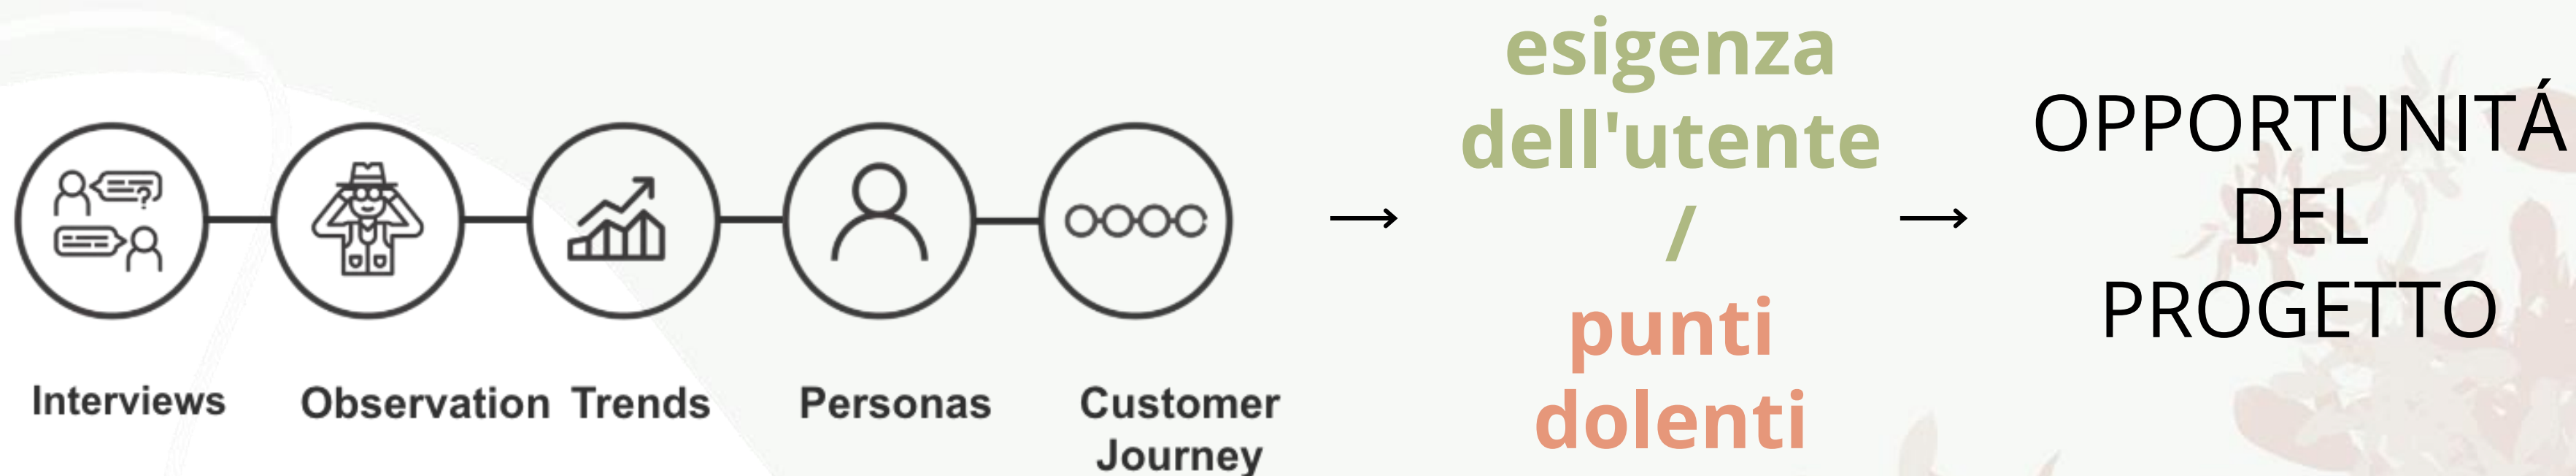 Interviews
Observation
Trends
Personas
Customer
Journey
esigenza
dell'utente
/
punti
dolenti
OPPORTUNITÁ
DEL
PROGETTO